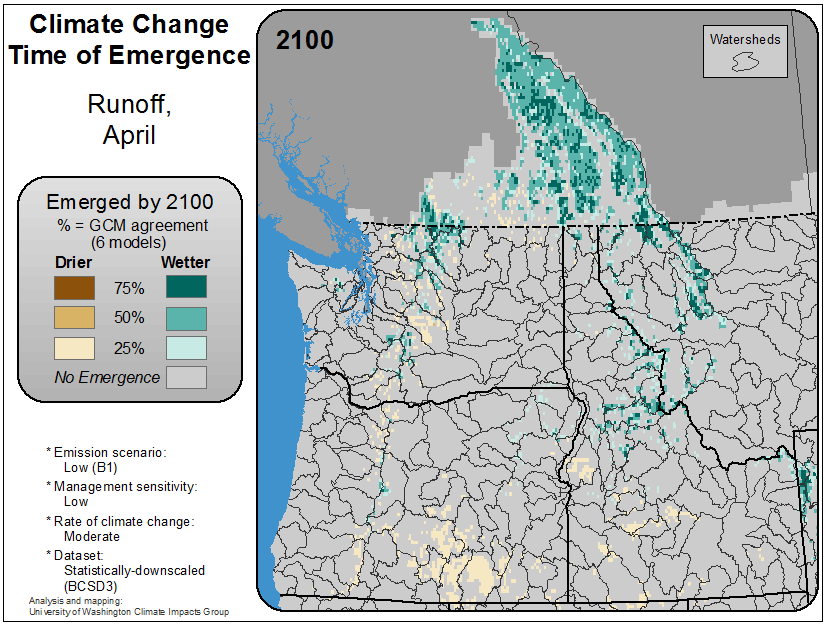 Climate Change
Time of Emergence
Runoff,
April
Emerged by 2100
% = GCM agreement
(6 models)
Drier Wetter
75%
50%
25%
No Emergence
* Emission scenario:
Low (B1)
* Management sensitivity:
Low
* Rate of climate change:
Moderate
* Dataset:
Statistically-downscaled
(BCSD3)
Analysis and mapping:
University of Washington Climate Impacts Group
2100
Watersheds